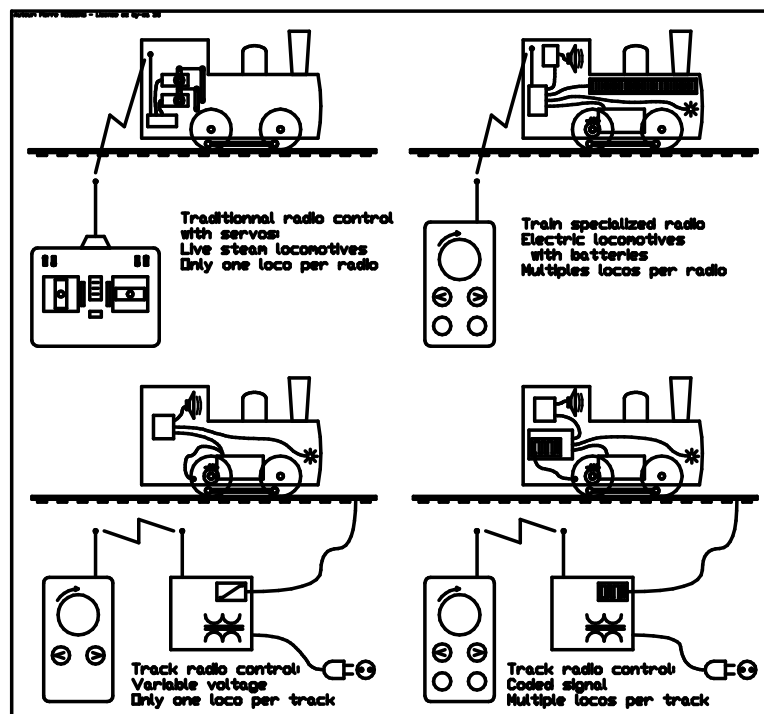 Traditionnal radio control
with servos:
Live steam locomotives
Only one loco per radio
Train specialized radio
Electric locomotives
with batteries
Multiples locos per radio
Track radio control:
Variable voltage
Only one loco per track
Track radio control:
Coded signal
Multiple locos per track